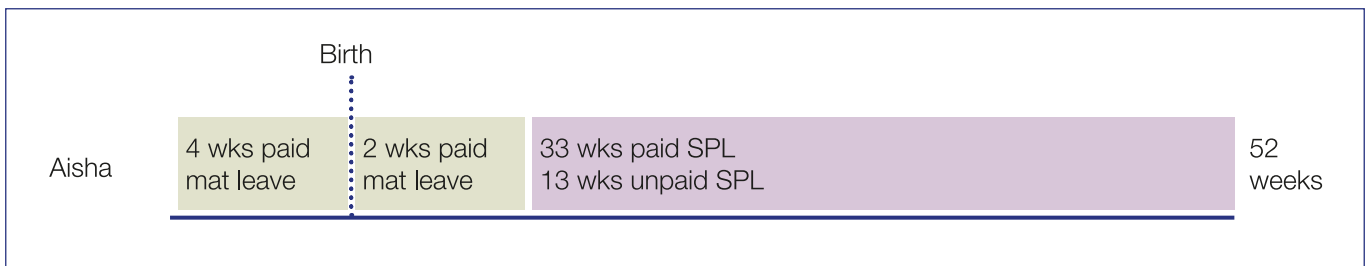 Birth
Aisha
4 wks paid
mat leave
2 wks paid
mat leave
33 wks paid SPL
13 wks unpaid SPL
52
weeks